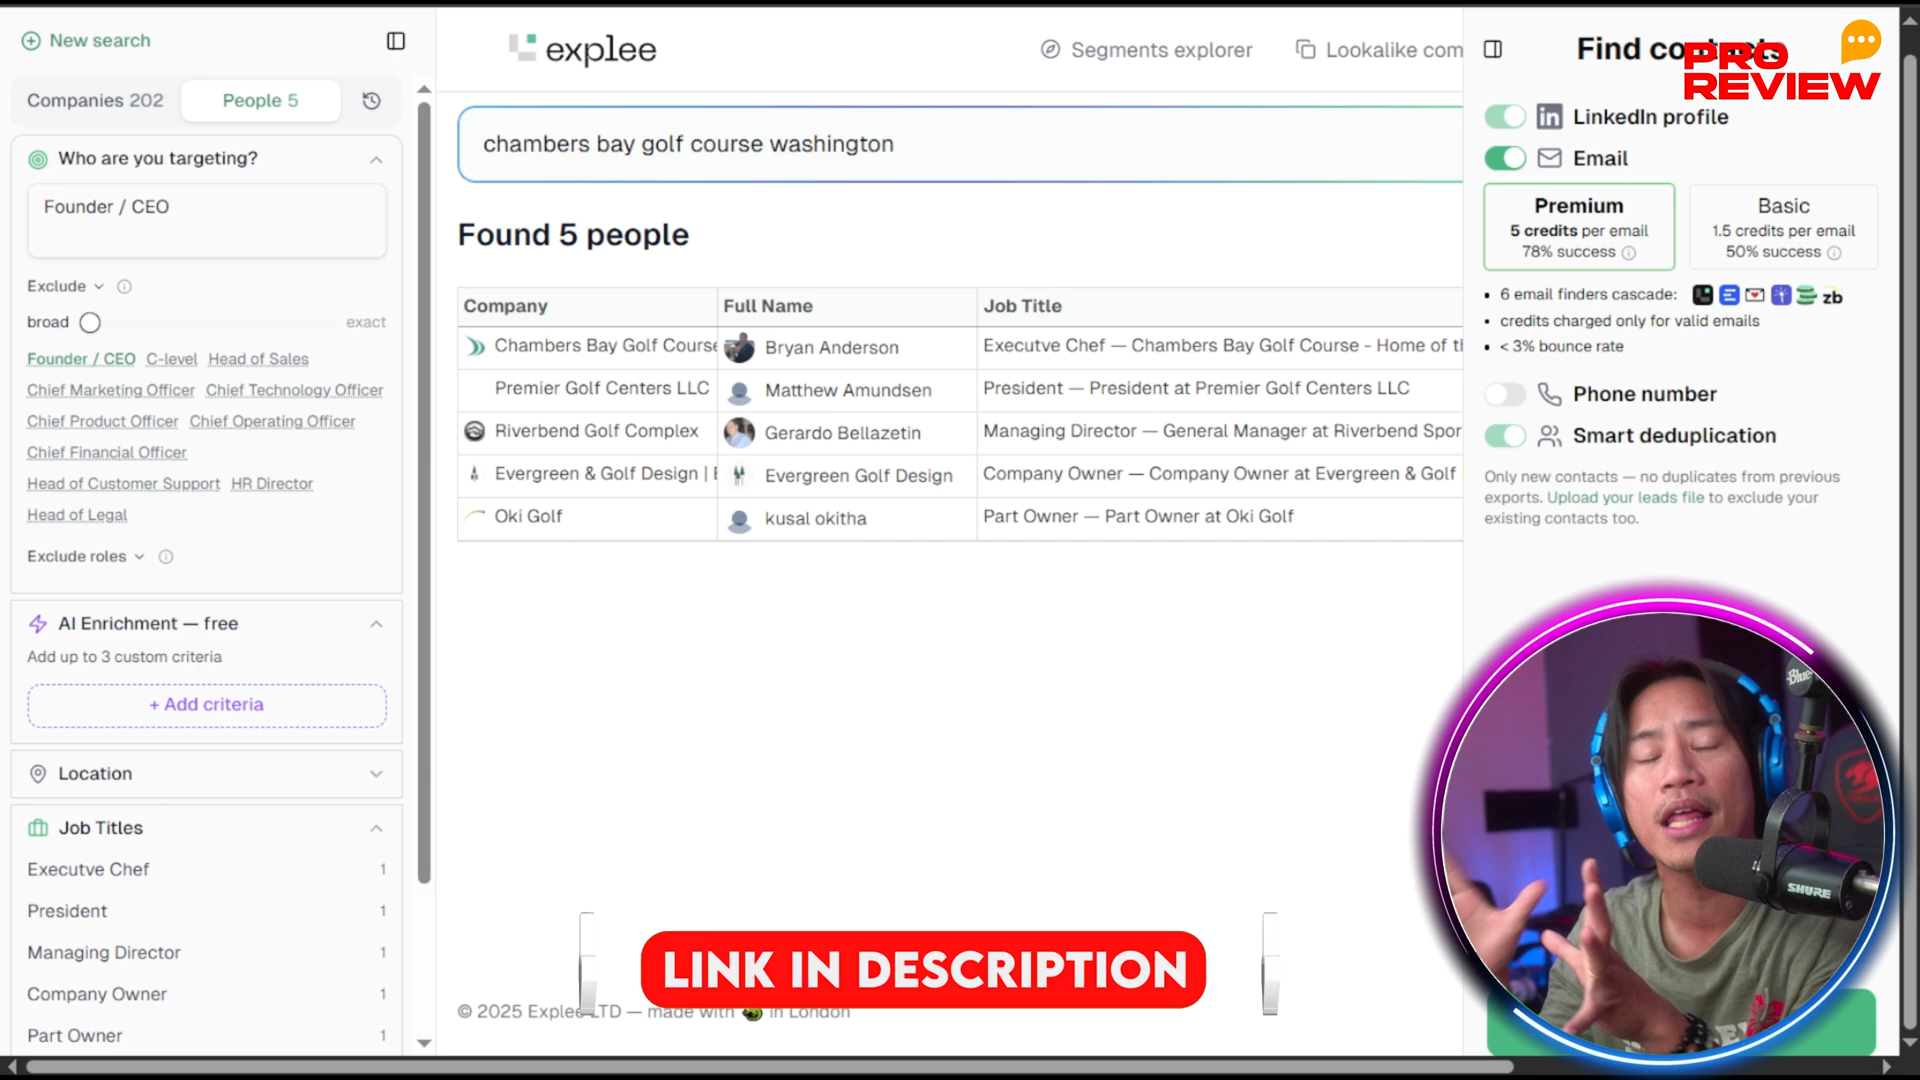 New search
Companies 202
People 5
Who are you targeting?
Founder / CEO
Exclude
broad
exact
Founder / CEO C-level Head of Sales
Chief Marketing Officer Chief Technology Officer
Chief Product Officer Chief Operating Officer
Chief Financial Officer
Head of Customer Support HR Director
Head of Legal
Exclude roles
AI Enrichment — free
Add up to 3 custom criteria
+ Add criteria
Location
Job Titles
Executve Chef 1
President 1
Managing Director 1
Company Owner 1
Part Owner 1
explee
Segments explorer
Lookalike com
chambers bay golf course washington
Found 5 people
Company Full Name Job Title
Chambers Bay Golf Course Bryan Anderson Executve Chef — Chambers Bay Golf Course - Home of th
Premier Golf Centers LLC Matthew Amundsen President — President at Premier Golf Centers LLC
Riverbend Golf Complex Gerardo Bellazetin Managing Director — General Manager at Riverbend Spor
Evergreen & Golf Design | Evergreen Golf Design Company Owner — Company Owner at Evergreen & Golf
Oki Golf kusal okitha Part Owner — Part Owner at Oki Golf
© 2025 Explee LTD — made with in London
LINK IN DESCRIPTION
Find contacts
PRO
REVIEW
LinkedIn profile
Email
Premium
5 credits per email
78% success
Basic
1.5 credits per email
50% success
6 email finders cascade:
zb
credits charged only for valid emails
< 3% bounce rate
Phone number
Smart deduplication
Only new contacts — no duplicates from previous
exports. Upload your leads file to exclude your
existing contacts too.
Blue
SHURE